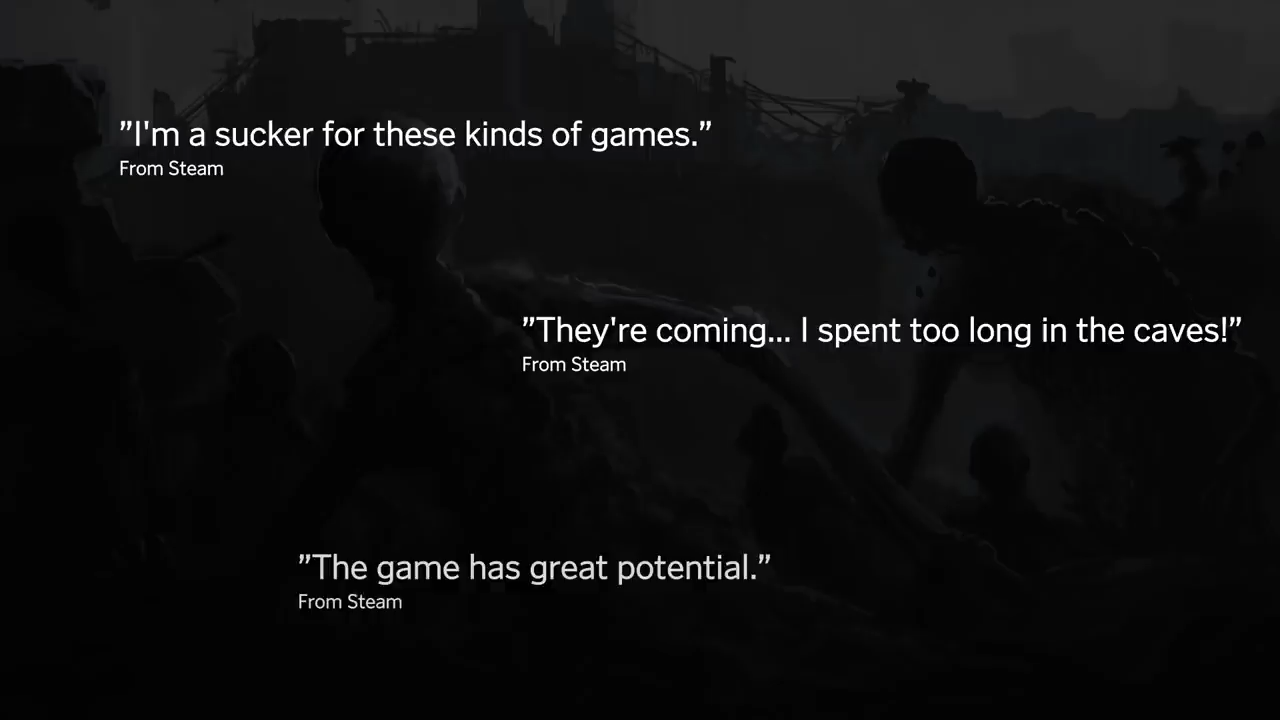 ”I'm a sucker for these kinds of games.”
From Steam
”They're coming... I spent too long in the caves!”
From Steam
”The game has great potential.”
From Steam